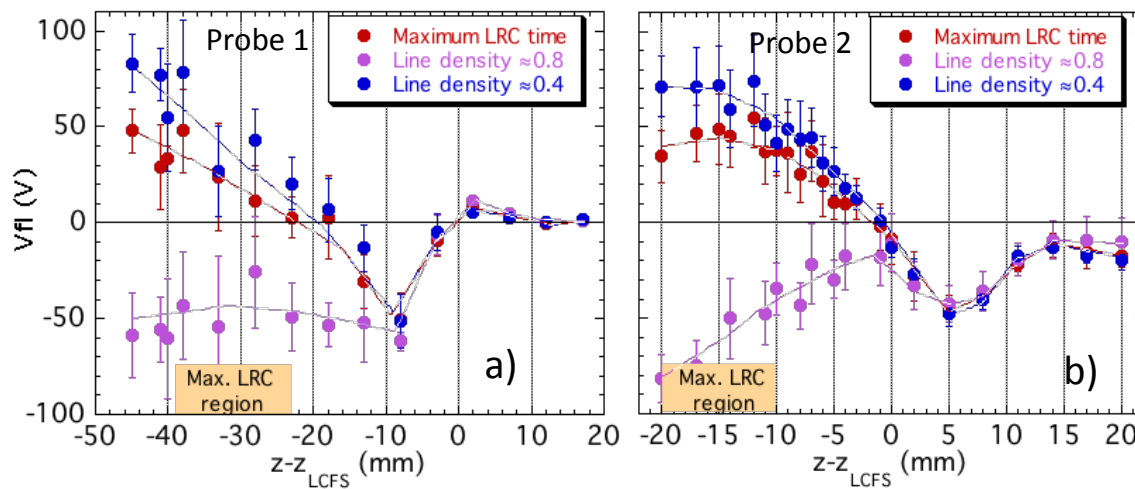 Probe 1
Maximum LRC time
Line density ≈0.8
Line density ≈0.4
100
50
0
-50
-100
Vfl (V)
Max. LRC
region
a)
-50 -40 -30 -20 -10 0 10 20
z-z_LCFS (mm)
Probe 2
Maximum LRC time
Line density ≈0.8
Line density ≈0.4
Max. LRC
region
b)
-20 -15 -10 -5 0 5 10 15 20
z-z_LCFS (mm)